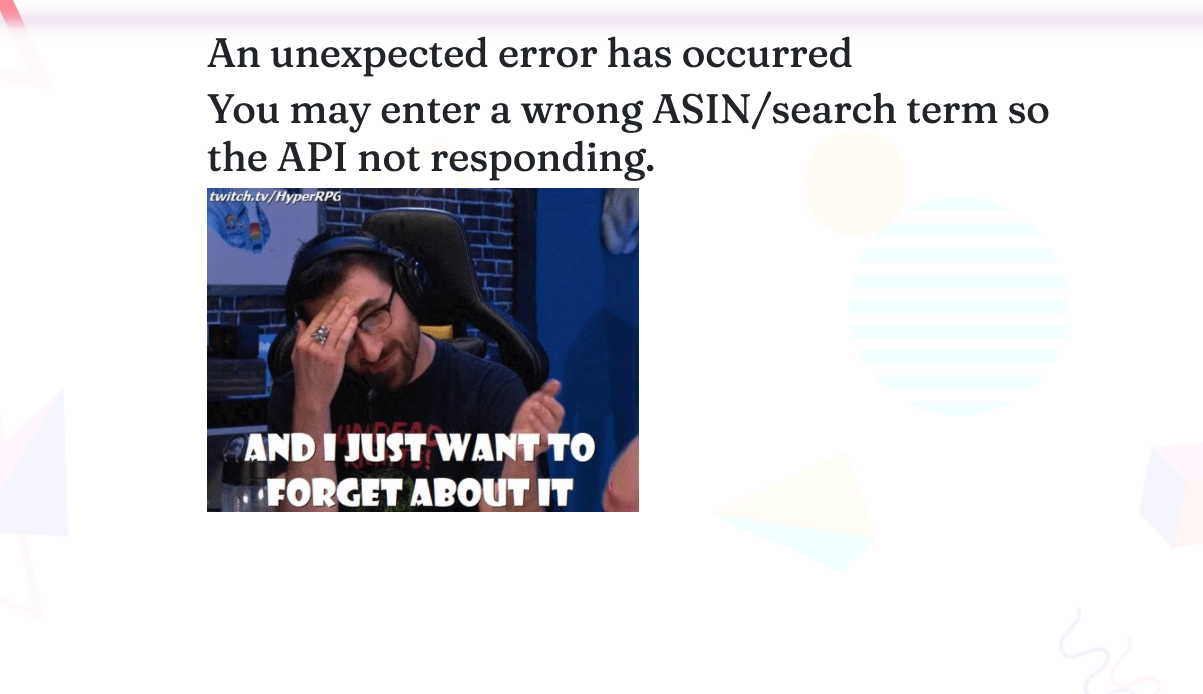 An unexpected error has occurred
You may enter a wrong ASIN/search term so
the API not responding.
twitch.tv/HyperRPG
AND I JUST WANT TO
FORGET ABOUT IT